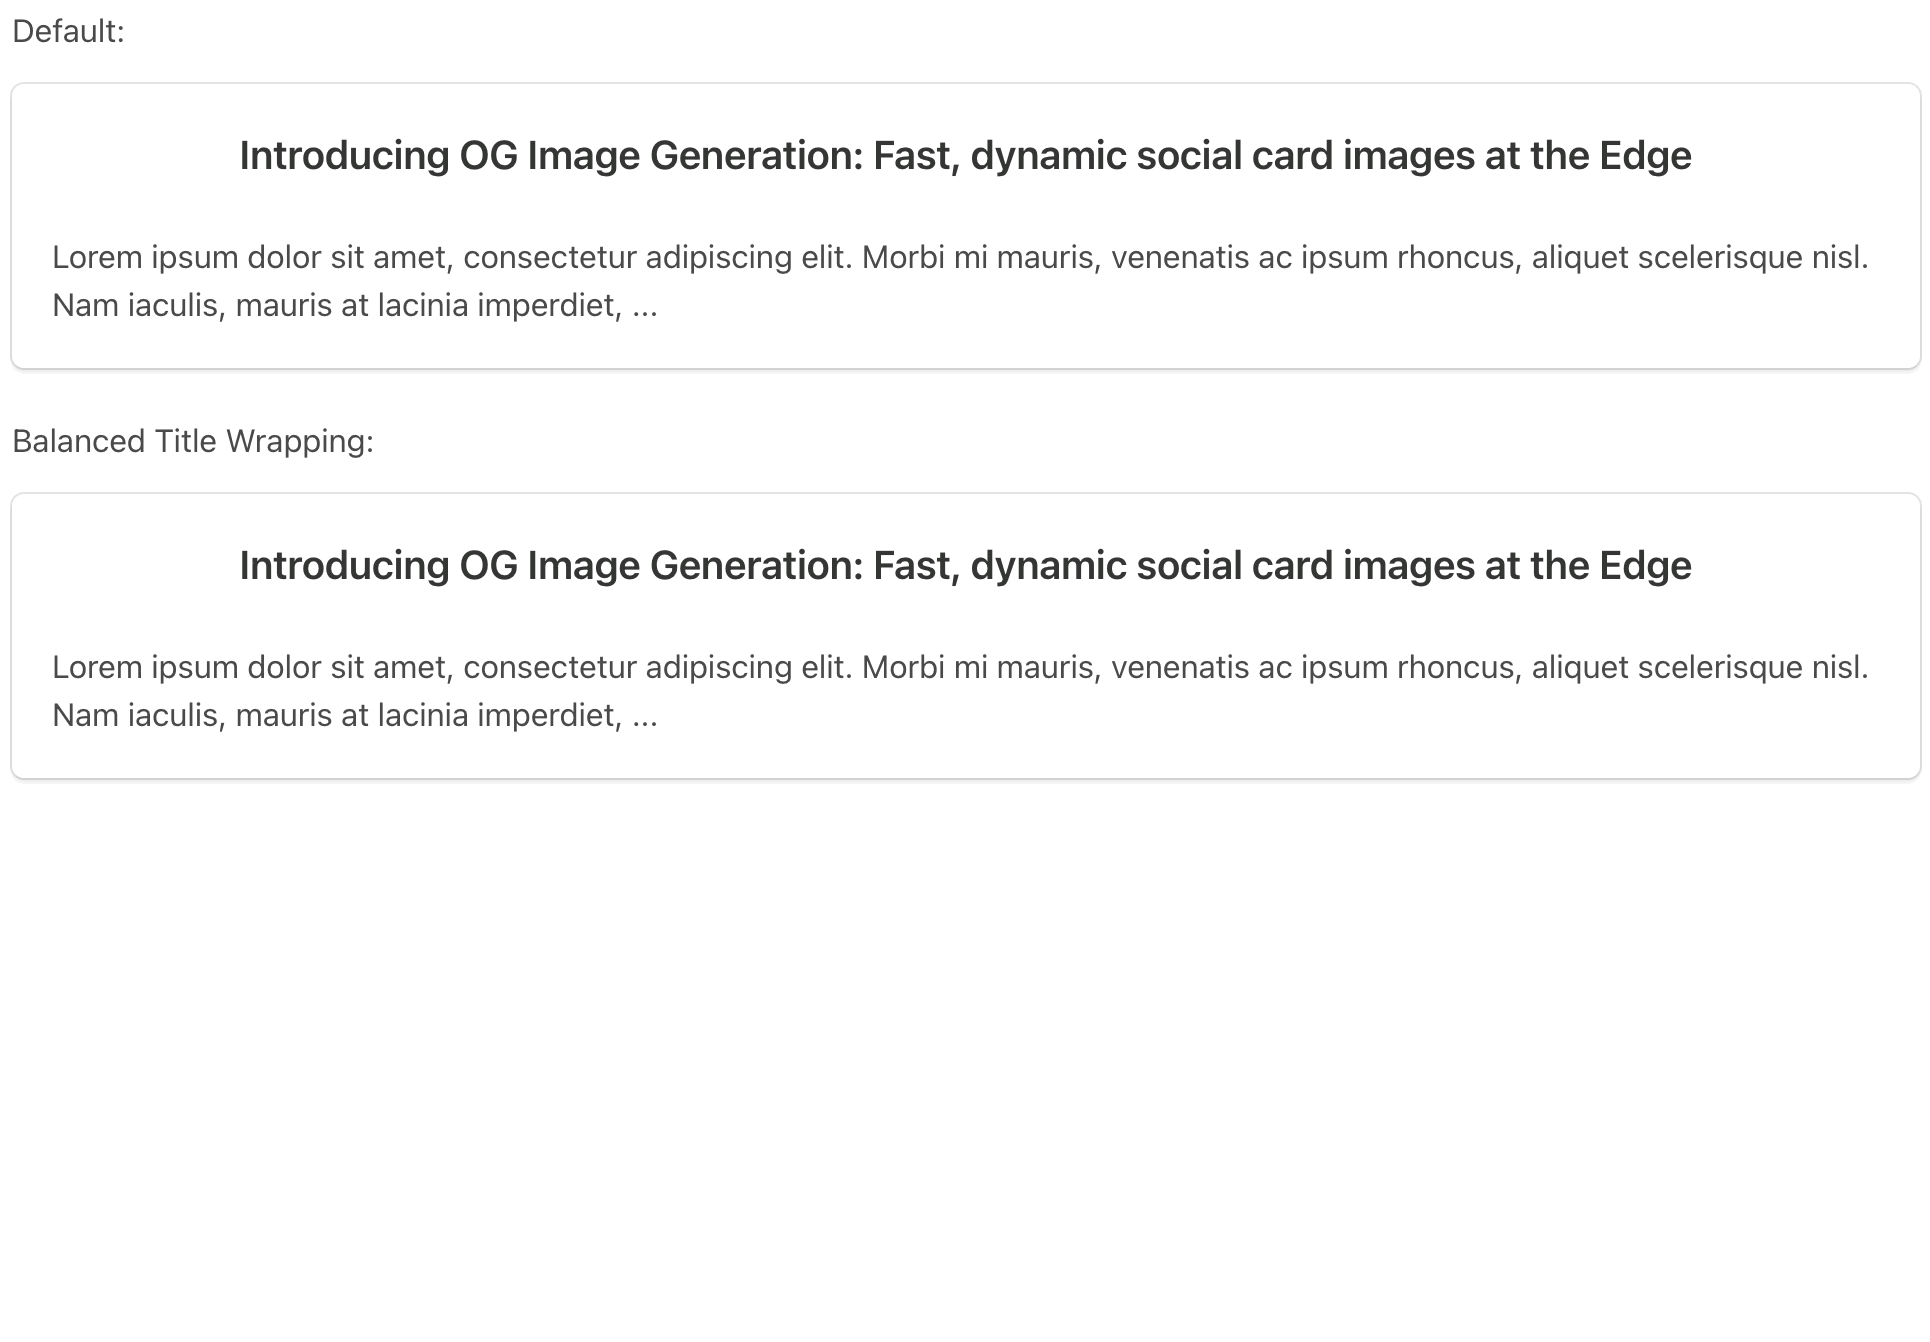 Default:
Introducing OG Image Generation: Fast, dynamic social card images at the Edge
Lorem ipsum dolor sit amet, consectetur adipiscing elit. Morbi mi mauris, venenatis ac ipsum rhoncus, aliquet scelerisque nisl.
Nam iaculis, mauris at lacinia imperdiet, ...
Balanced Title Wrapping:
Introducing OG Image Generation: Fast, dynamic social card images at the Edge
Lorem ipsum dolor sit amet, consectetur adipiscing elit. Morbi mi mauris, venenatis ac ipsum rhoncus, aliquet scelerisque nisl.
Nam iaculis, mauris at lacinia imperdiet, ...